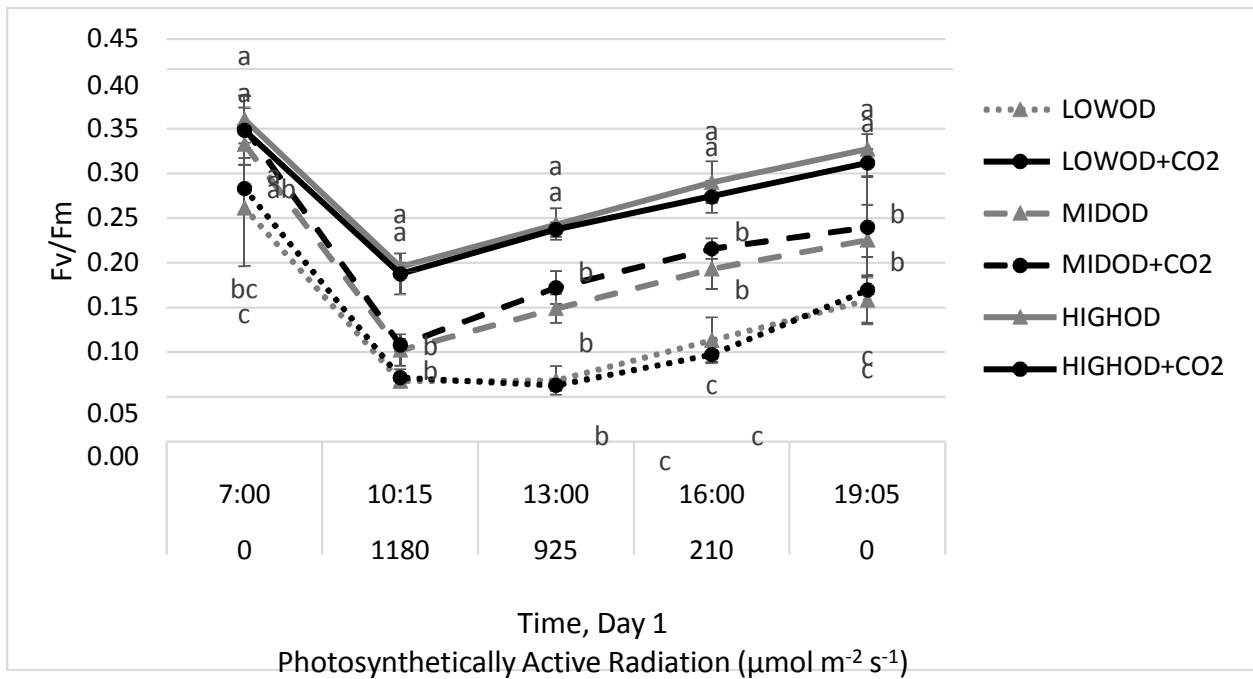 Fv/Fm
0.45
0.40
0.35
0.30
0.25
0.20
0.15
0.10
0.05
0.00
a
a
a
ab
bc
c
a
a
b
b
b
c
a
a
b
b
c
c
a
a
b
b
c
a
a
b
b
c
c
7:00 10:15 13:00 16:00 19:05
0 1180 925 210 0
Time, Day 1
Photosynthetically Active Radiation (µmol m⁻² s⁻¹)
LOWOD
LOWOD+CO2
MIDOD
MIDOD+CO2
HIGHOD
HIGHOD+CO2